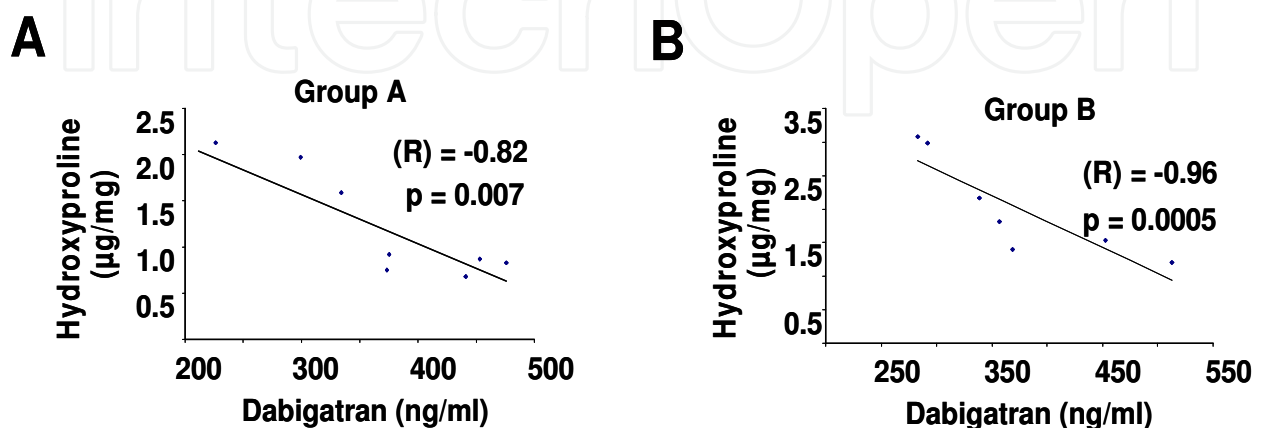 IntechOpen
A
B
Group A
Hydroxyproline
(µg/mg)
2.5
2.0
1.5
1.0
0.5
(R) = -0.82
p = 0.007
200 300 400 500
Dabigatran (ng/ml)
Group B
Hydroxyproline
(µg/mg)
3.5
2.5
1.5
0.5
(R) = -0.96
p = 0.0005
250 350 450 550
Dabigatran (ng/ml)